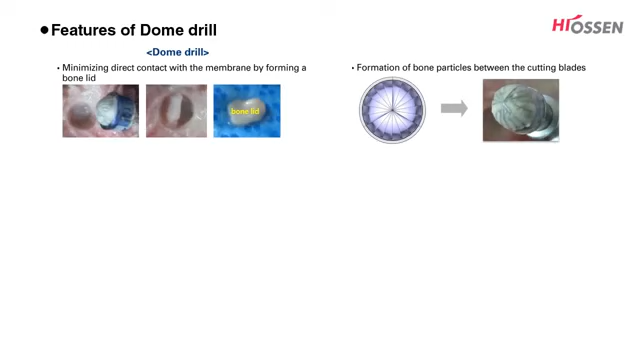 ●Features of Dome drill
HIOSSEN
<Dome drill>
• Minimizing direct contact with the membrane by forming a
bone lid
bone lid
• Formation of bone particles between the cutting blades